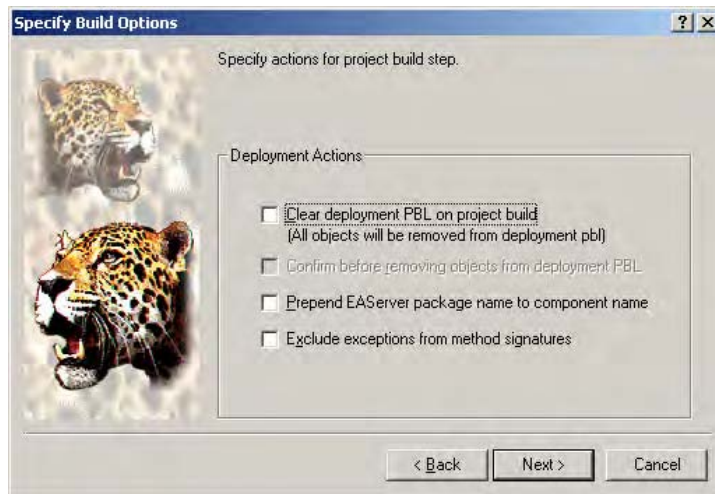 Specify Build Options
Specify actions for project build step.
Deployment Actions
Clear deployment PBL on project build
(All objects will be removed from deployment pbl)
Confirm before removing objects from deployment PBL
Prepend EAServer package name to component name
Exclude exceptions from method signatures
< Back
Next >
Cancel